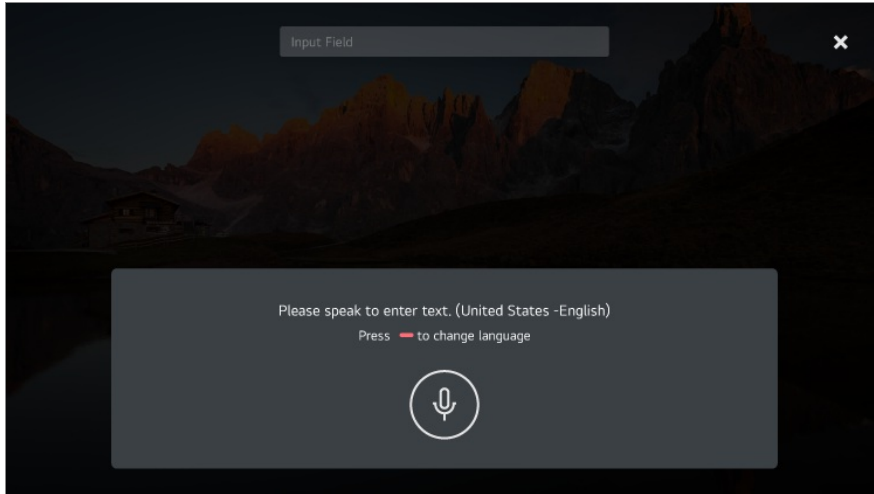 Input Field
Please speak to enter text. (United States -English)
Press to change language